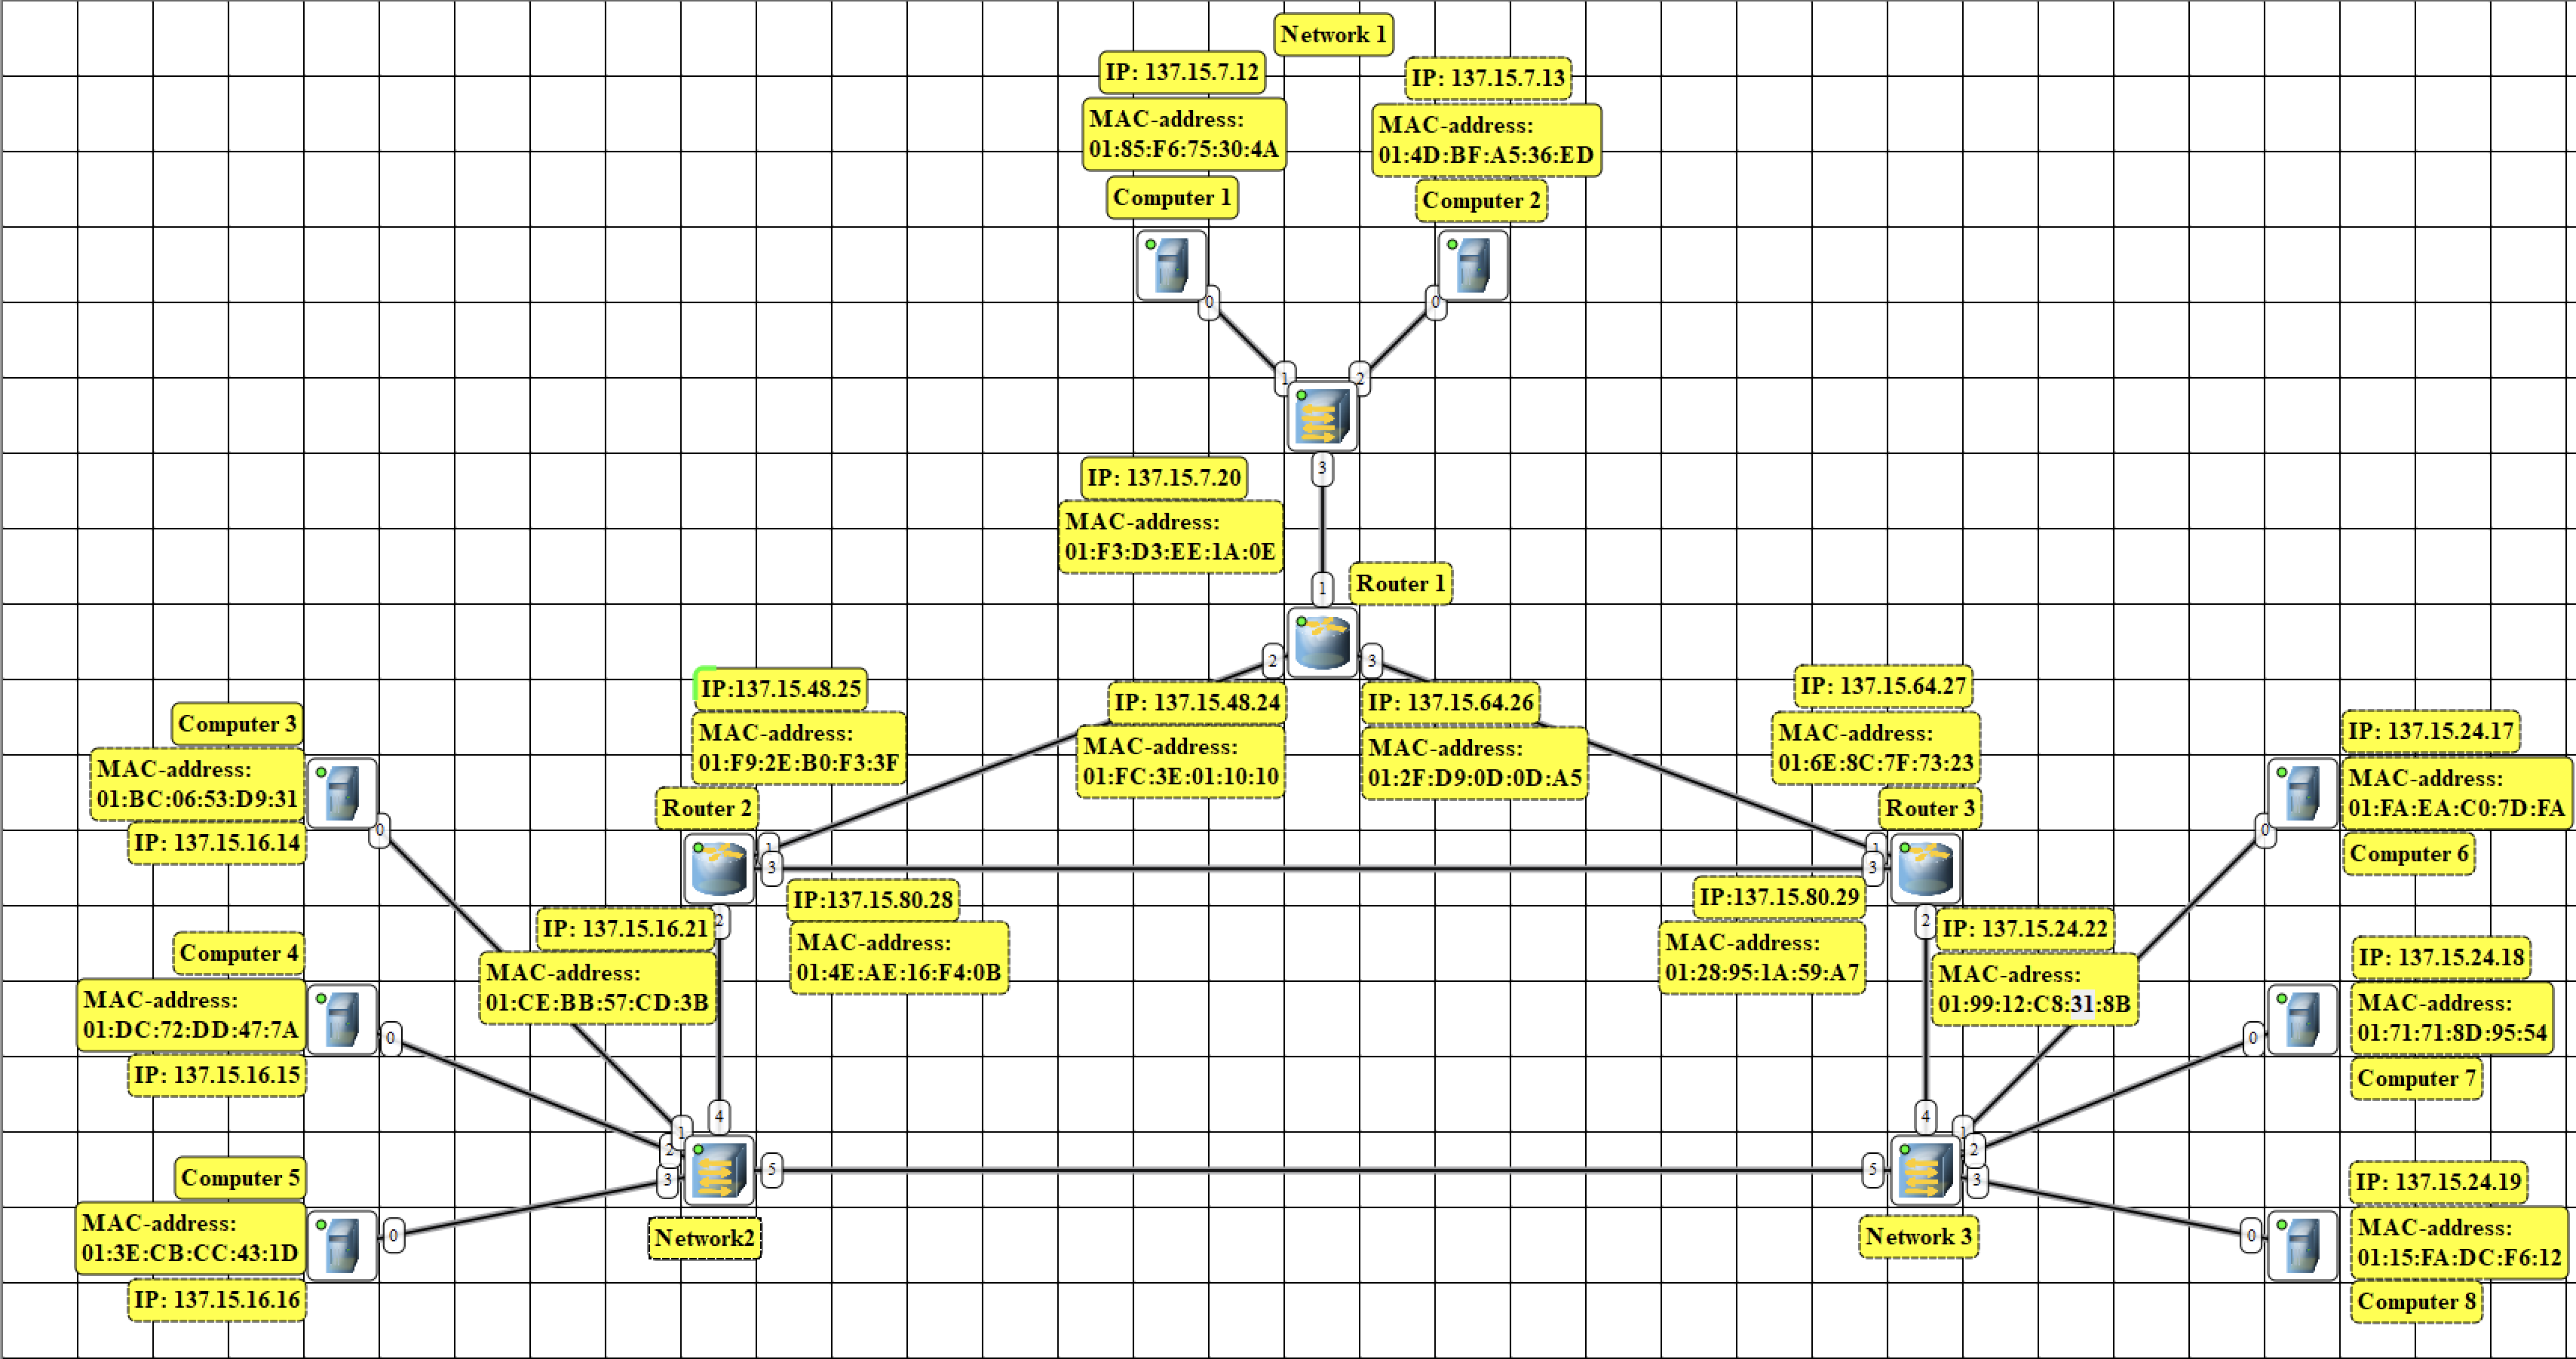 Network 1
IP: 137.15.7.12
IP: 137.15.7.13
MAC-address:
01:85:F6:75:30:4A
MAC-address:
01:4D:BF:A5:36:ED
Computer 1
Computer 2
0
0
1
2
3
IP: 137.15.7.20
MAC-address:
01:F3:D3:EE:1A:0E
1
Router 1
2
3
IP:137.15.48.25
MAC-address:
01:F9:2E:B0:F3:3F
Router 2
IP: 137.15.48.24
MAC-address:
01:FC:3E:01:10:10
IP: 137.15.64.26
MAC-address:
01:2F:D9:0D:0D:A5
IP: 137.15.64.27
MAC-address:
01:6E:8C:7F:73:23
Router 3
1
3
1
3
Computer 3
MAC-address:
01:BC:06:53:D9:31
IP: 137.15.16.14
0
IP: 137.15.24.17
MAC-address:
01:FA:EA:C0:7D:FA
Computer 6
0
IP: 137.15.16.21
2
MAC-address:
01:CE:BB:57:CD:3B
IP:137.15.80.28
MAC-address:
01:4E:AE:16:F4:0B
IP:137.15.80.29
MAC-address:
01:28:95:1A:59:A7
2
IP: 137.15.24.22
MAC-adress:
01:99:12:C8:31:8B
Computer 4
MAC-address:
01:DC:72:DD:47:7A
IP: 137.15.16.15
0
IP: 137.15.24.18
MAC-address:
01:71:71:8D:95:54
Computer 7
0
4
1
2
3
5
4
1
2
3
5
Computer 5
MAC-address:
01:3E:CB:CC:43:1D
IP: 137.15.16.16
0
Network2
Network 3
IP: 137.15.24.19
MAC-address:
01:15:FA:DC:F6:12
Computer 8
0